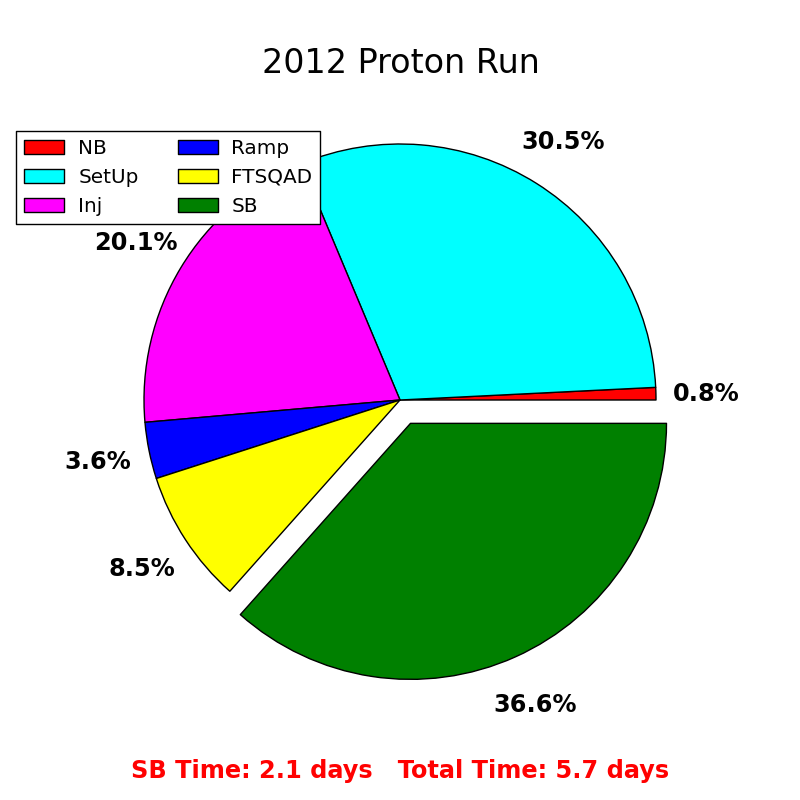 2012 Proton Run
30.5%
NB Ramp
SetUp FTSQAD
Inj SB
20.1%
0.8%
3.6%
8.5%
36.6%
SB Time: 2.1 days Total Time: 5.7 days